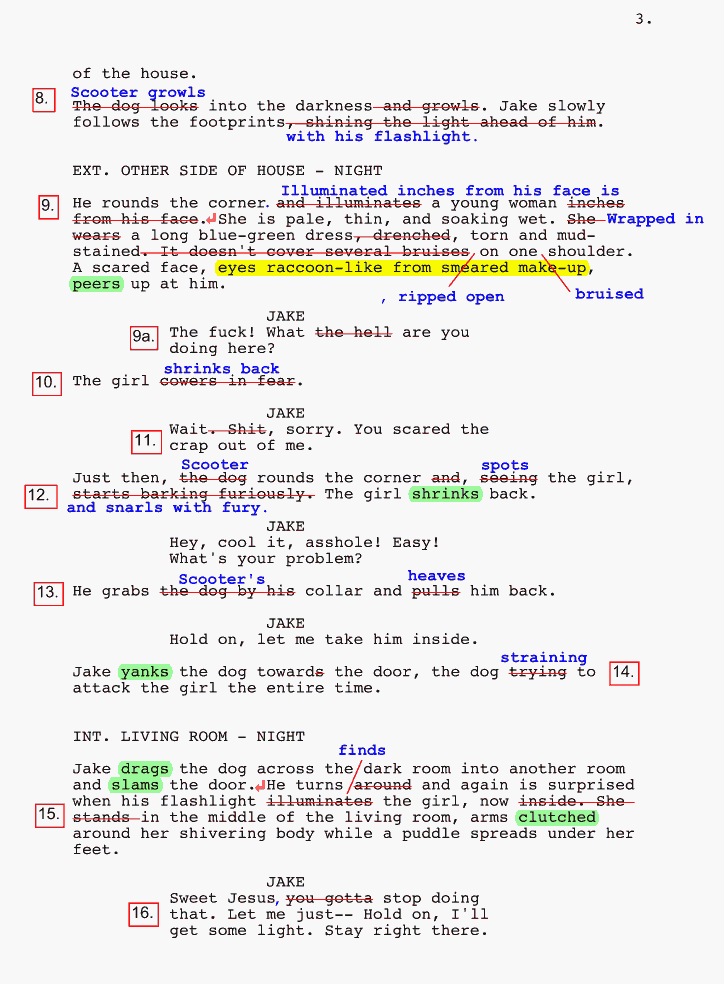 3.
of the house.
Scooter growls
8. The dog looks into the darkness and growls. Jake slowly
follows the footprints, shining the light ahead of him.
with his flashlight.
EXT. OTHER SIDE OF HOUSE - NIGHT
Illuminated inches from his face is
9. He rounds the corner. and illuminates a young woman inches
from his face. She is pale, thin, and soaking wet. She Wrapped in
wears a long blue-green dress, drenched, torn and mud-
stained. It doesn't cover several bruises on one shoulder.
A scared face, eyes raccoon-like from smeared make-up,
peers up at him.
, ripped open bruised
JAKE
9a. The fuck! What the hell are you
doing here?
shrinks back
10. The girl cowers in fear.
JAKE
Wait. Shit, sorry. You scared the
11. crap out of me.
Scooter spots
Just then, the dog rounds the corner and, seeing the girl,
12. starts barking furiously. The girl shrinks back.
and snarls with fury.
JAKE
Hey, cool it, asshole! Easy!
What's your problem?
Scooter's heaves
13. He grabs the dog by his collar and pulls him back.
JAKE
Hold on, let me take him inside.
straining
Jake yanks the dog towards the door, the dog trying to 14.
attack the girl the entire time.
INT. LIVING ROOM - NIGHT
finds
Jake drags the dog across the dark room into another room
and slams the door. He turns around and again is surprised
when his flashlight illuminates the girl, now inside. She
15. stands in the middle of the living room, arms clutched
around her shivering body while a puddle spreads under her
feet.
JAKE
Sweet Jesus, you gotta stop doing
16. that. Let me just-- Hold on, I'll
get some light. Stay right there.